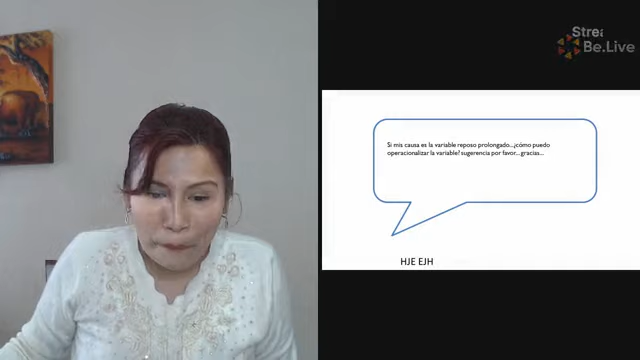 Stre
Be.Live
Si mis causa es la variable reposo prolongado...¿cómo puedo
operacionalizar la variable? sugerencia por favor...gracias...
HJE EJH